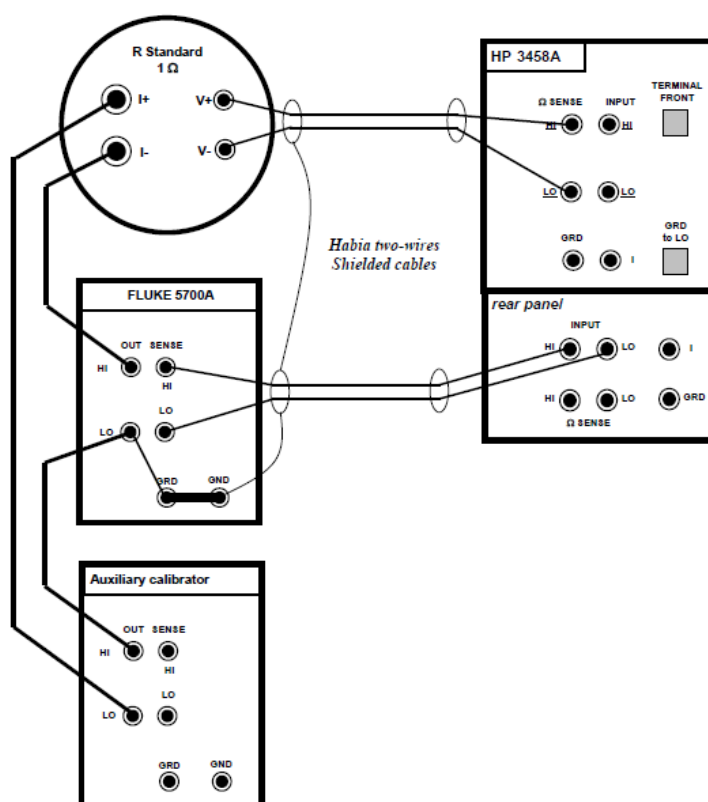 R Standard
1 Ω
I+
V+
I-
V-
HP 3458A
TERMINAL
FRONT
Ω SENSE
INPUT
HI
HI
LO
LO
GRD
to LO
GRD
I
Habia two-wires
Shielded cables
rear panel
INPUT
HI
LO
I
HI
LO
GRD
Ω SENSE
FLUKE 5700A
OUT
SENSE
HI
HI
LO
LO
GRD
GND
Auxiliary calibrator
OUT
SENSE
HI
HI
LO
LO
GRD
GND